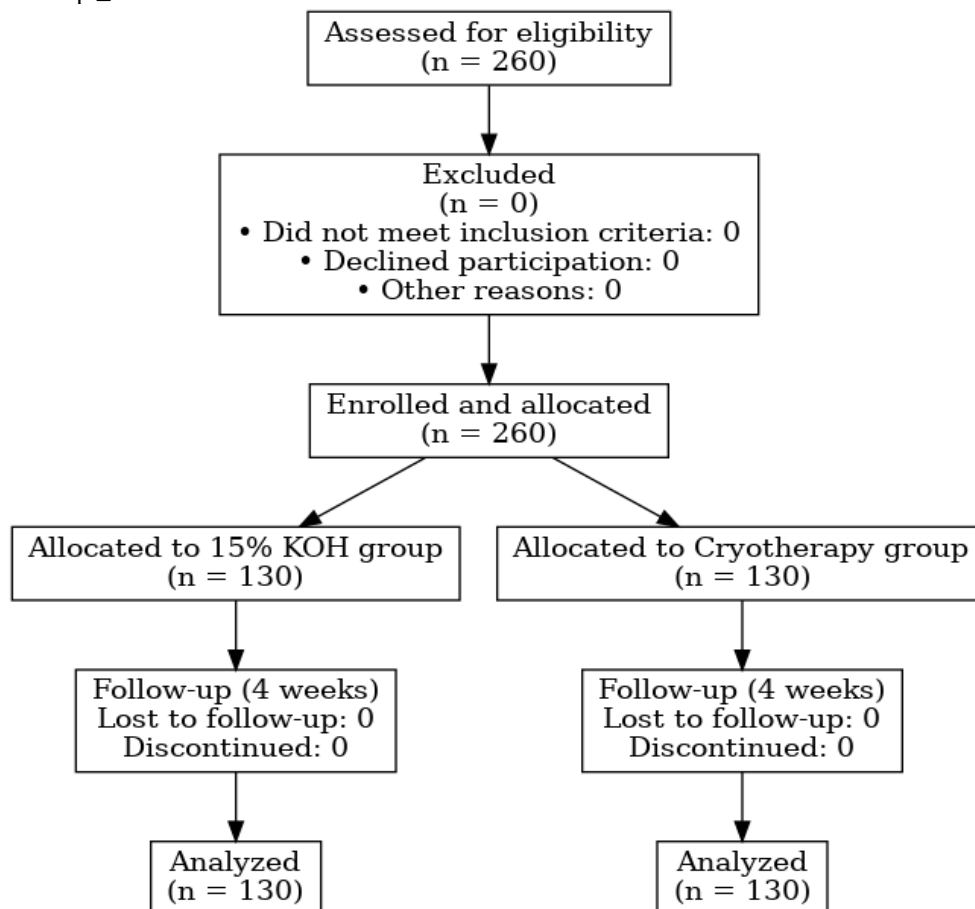 Assessed for eligibility
(n = 260)
Excluded
(n = 0)
• Did not meet inclusion criteria: 0
• Declined participation: 0
• Other reasons: 0
Enrolled and allocated
(n = 260)
Allocated to 15% KOH group
(n = 130)
Allocated to Cryotherapy group
(n = 130)
Follow-up (4 weeks)
Lost to follow-up: 0
Discontinued: 0
Follow-up (4 weeks)
Lost to follow-up: 0
Discontinued: 0
Analyzed
(n = 130)
Analyzed
(n = 130)